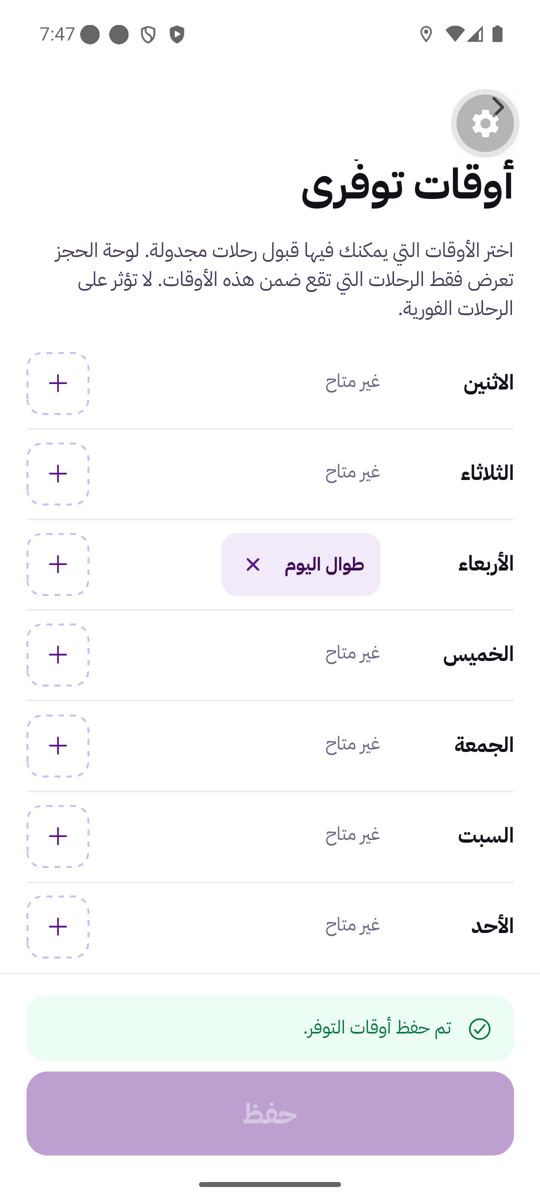 7:47
أوقات توفّري
اختر الأوقات التي يمكنك فيها قبول رحلات مجدولة. لوحة الحجز
تعرض فقط الرحلات التي تقع ضمن هذه الأوقات. لا تؤثر على
الرحلات الفورية.
الاثنين غير متاح
الثلاثاء غير متاح
الأربعاء طوال اليوم
الخميس غير متاح
الجمعة غير متاح
السبت غير متاح
الأحد غير متاح
تم حفظ أوقات التوفر.
حفظ